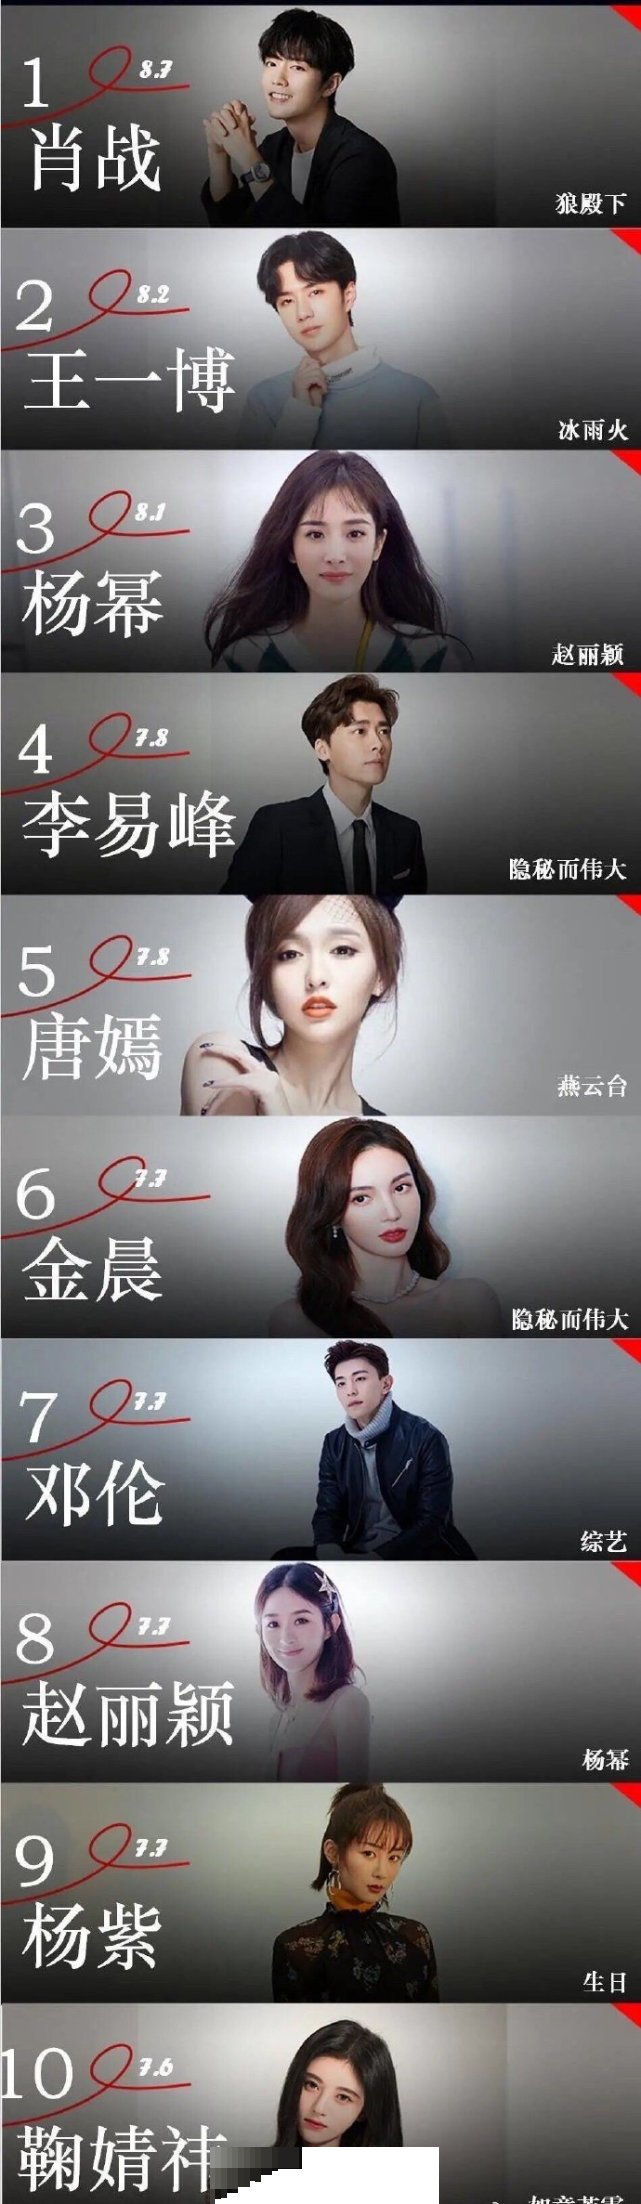 1
8.7
肖战
狼殿下
2
8.2
王一博
冰雨火
3
8.1
杨幂
赵丽颖
4
7.8
李易峰
隐秘而伟大
5
7.8
唐嫣
燕云台
6
7.7
金晨
隐秘而伟大
7
7.7
邓伦
综艺
8
7.7
赵丽颖
杨幂
9
7.7
杨紫
生日
10
7.6
鞠婧祎